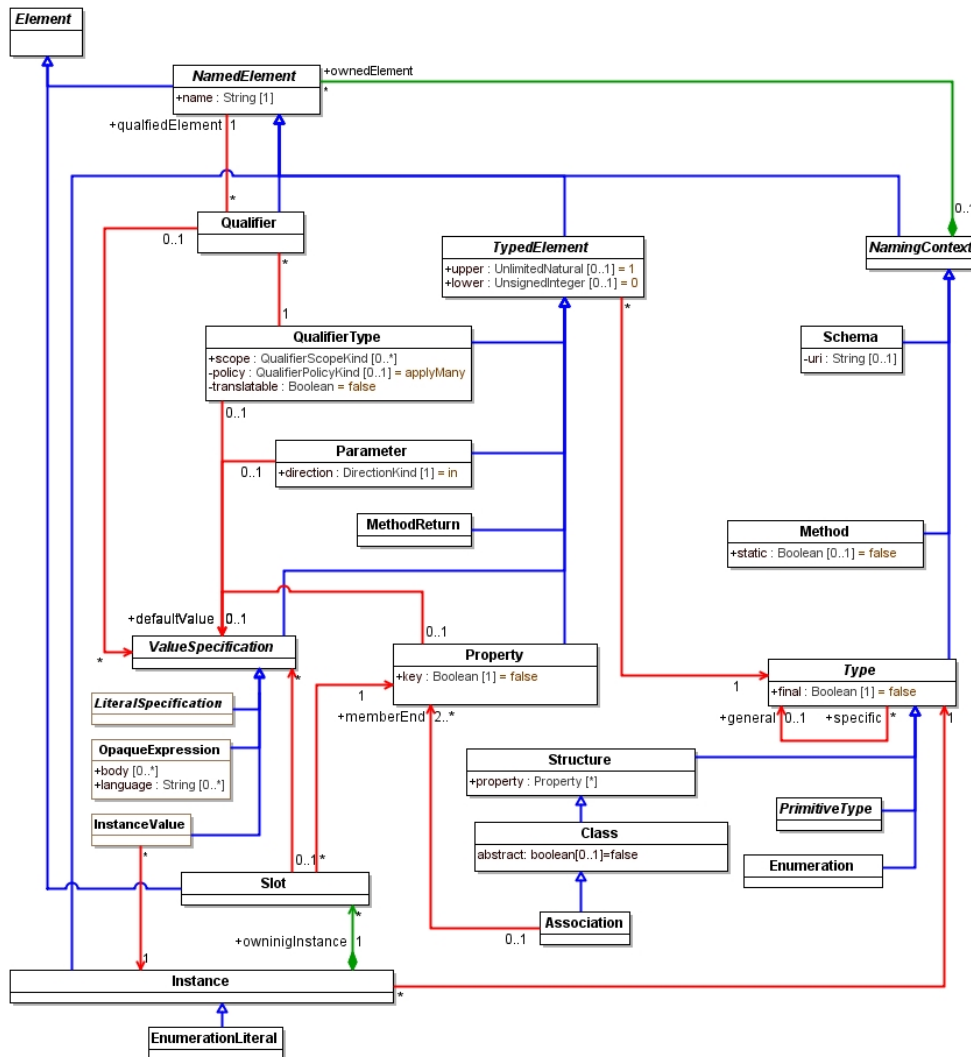 Element
NamedElement
+name : String [1]
+ownedElement
*
+qualfiedElement
1
*
0..1
Qualifier
0..1
*
TypedElement
+upper : UnlimitedNatural [0..1] = 1
+lower : UnsignedInteger [0..1] = 0
*
NamingContext
1
QualifierType
+scope : QualifierScopeKind [0..*]
-policy : QualifierPolicyKind [0..1] = applyMany
-translatable : Boolean = false
0..1
Schema
-uri : String [0..1]
Parameter
+direction : DirectionKind [1] = in
0..1
MethodReturn
Method
+static : Boolean [0..1] = false
+defaultValue
0..1
ValueSpecification
*
*
0..1
Property
+key : Boolean [1] = false
1
+memberEnd
2..*
1
Type
+final : Boolean [1] = false
+general
0..1
+specific
*
1
LiteralSpecification
OpaqueExpression
+body [0..*]
+language : String [0..*]
Structure
+property : Property [*]
PrimitiveType
InstanceValue
*
Class
abstract: boolean[0..1]=false
0..1
*
Enumeration
Slot
*
+owninigInstance
1
Association
0..1
1
Instance
*
EnumerationLiteral